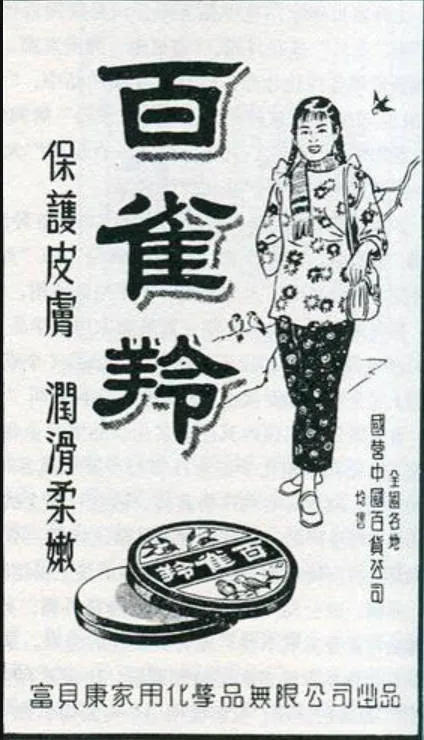 百雀羚
保護皮膚 潤滑柔嫩
國營中國百貨公司
全國各地
均售
百雀羚
富貝康家用化學品無限公司出品